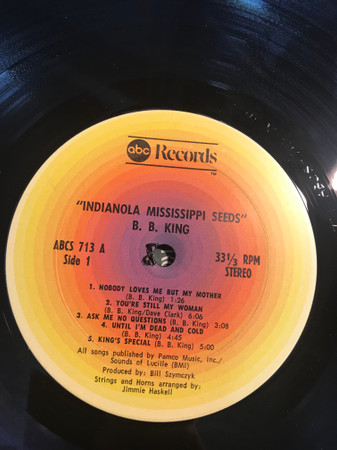 abc Records
TM
"INDIANOLA MISSISSIPPI SEEDS"
B. B. KING
ABCS 713 A
Side 1
33⅓ RPM
STEREO
1. NOBODY LOVES ME BUT MY MOTHER
(B. B. King) 1:26
2. YOU'RE STILL MY WOMAN
(B. B. King/Dave Clark) 6:06
3. ASK ME NO QUESTIONS (B. B. King) 3:08
4. UNTIL I'M DEAD AND COLD
(B. B. King) 4:45
5. KING'S SPECIAL (B. B. King) 5:00
All songs published by Pamco Music, Inc./
Sounds of Lucille (BMI)
Produced by: Bill Szymczyk
Strings and Horns arranged by:
Jimmie Haskell